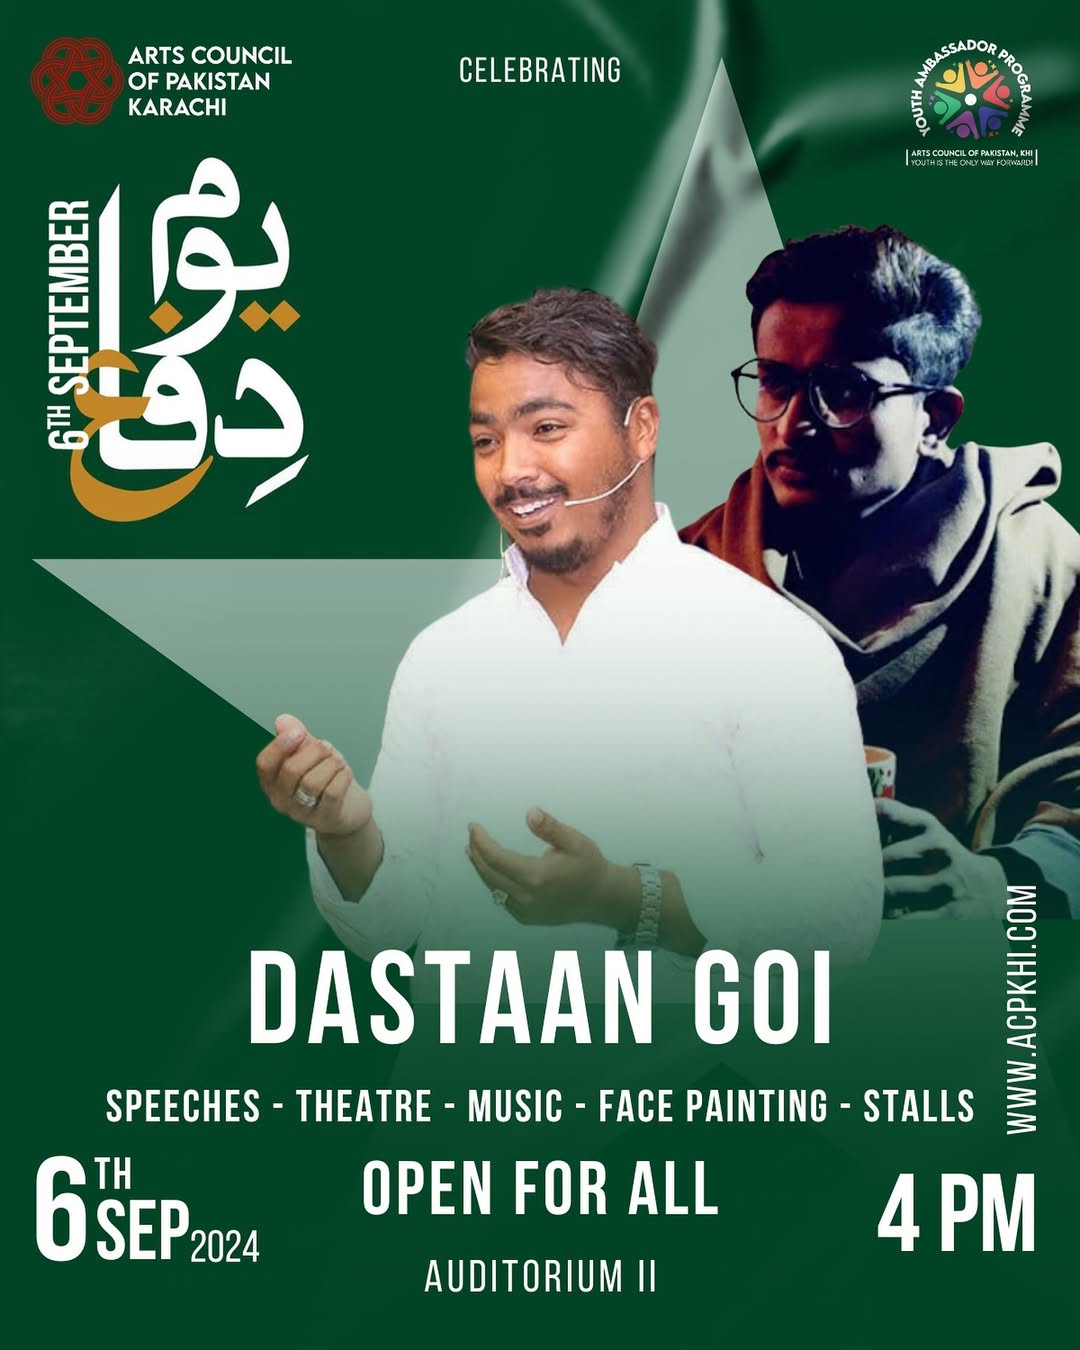 ARTS COUNCIL
OF PAKISTAN
KARACHI
CELEBRATING
YOUTH AMBASSADOR PROGRAMME
ARTS COUNCIL OF PAKISTAN, KHI
YOUTH IS THE ONLY WAY FORWARD!
6TH SEPTEMBER
یوم
دِفاع
DASTAAN GOI
SPEECHES - THEATRE - MUSIC - FACE PAINTING - STALLS
WWW.ACPKHI.COM
6TH SEP 2024
OPEN FOR ALL
4 PM
AUDITORIUM II